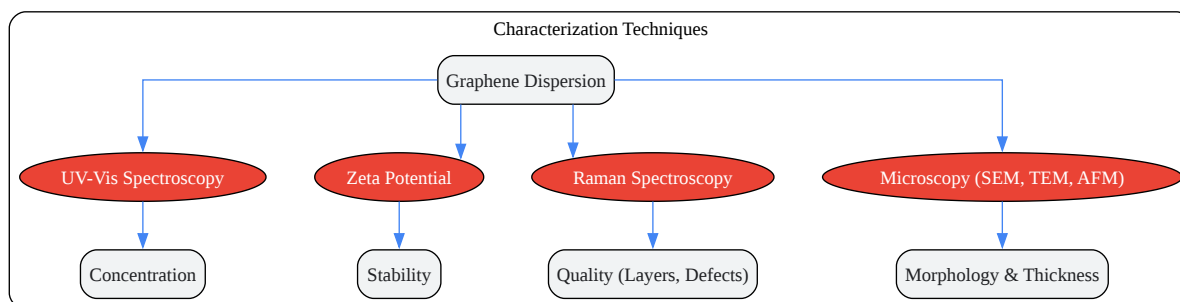 Characterization Techniques
Graphene Dispersion
UV-Vis Spectroscopy
Zeta Potential
Raman Spectroscopy
Microscopy (SEM, TEM, AFM)
Concentration
Stability
Quality (Layers, Defects)
Morphology & Thickness